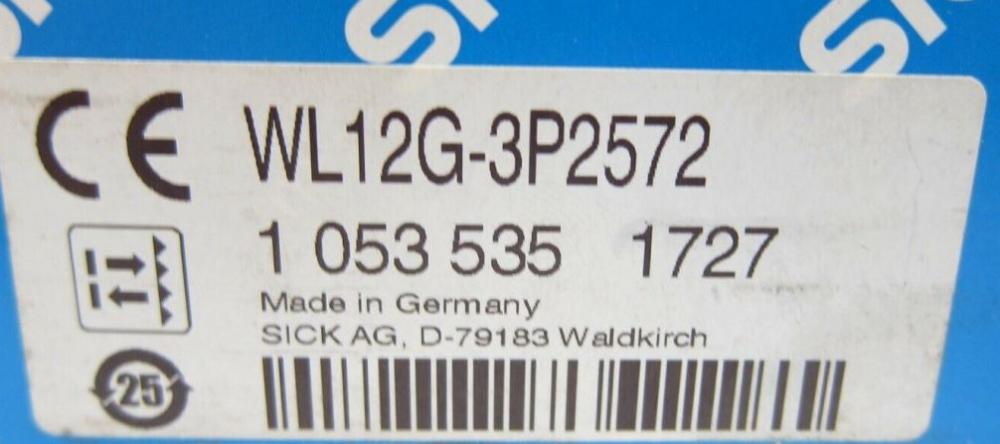 CE WL12G-3P2572
1 053 535 1727
Made in Germany
SICK AG, D-79183 Waldkirch
25